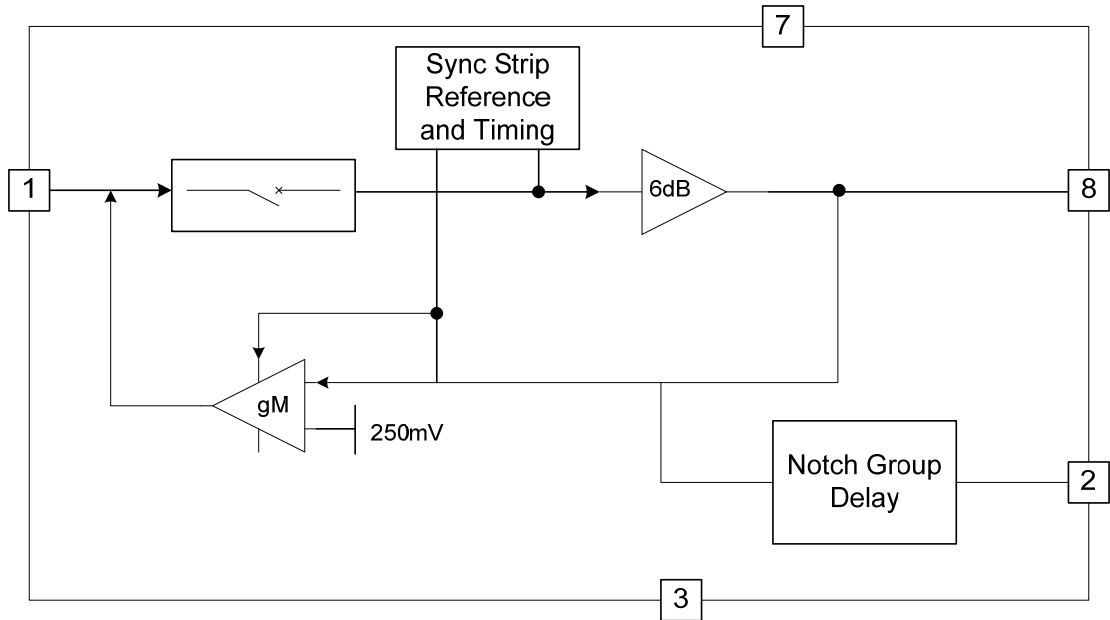 7
Sync Strip
Reference
and Timing
1
6dB
8
gM
250mV
Notch Group
Delay
2
3